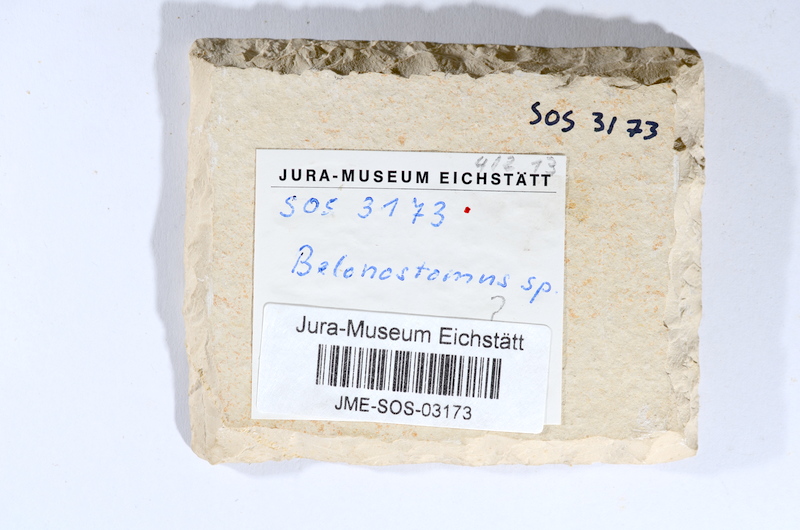 SOS 3173
412 13
JURA-MUSEUM EICHSTÄTT
SOS 3173
Belonostomus sp.
?
Jura-Museum Eichstätt
JME-SOS-03173